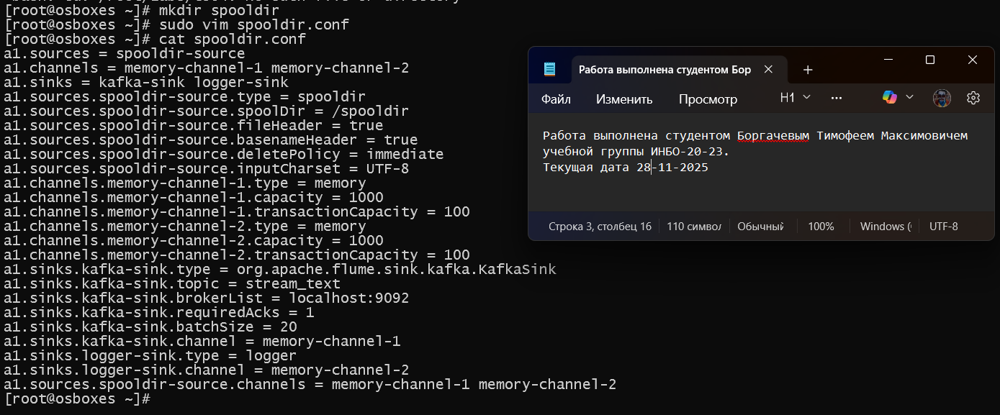 [root@osboxes ~]# mkdir spooldir
[root@osboxes ~]# sudo vim spooldir.conf
[root@osboxes ~]# cat spooldir.conf
a1.sources = spooldir-source
a1.channels = memory-channel-1 memory-channel-2
a1.sinks = kafka-sink logger-sink
a1.sources.spooldir-source.type = spooldir
a1.sources.spooldir-source.spoolDir = /spooldir
a1.sources.spooldir-source.fileHeader = true
a1.sources.spooldir-source.basenameHeader = true
a1.sources.spooldir-source.deletePolicy = immediate
a1.sources.spooldir-source.inputCharset = UTF-8
a1.channels.memory-channel-1.type = memory
a1.channels.memory-channel-1.capacity = 1000
a1.channels.memory-channel-1.transactionCapacity = 100
a1.channels.memory-channel-2.type = memory
a1.channels.memory-channel-2.capacity = 1000
a1.channels.memory-channel-2.transactionCapacity = 100
a1.sinks.kafka-sink.type = org.apache.flume.sink.kafka.KafkaSink
a1.sinks.kafka-sink.topic = stream_text
a1.sinks.kafka-sink.brokerList = localhost:9092
a1.sinks.kafka-sink.requiredAcks = 1
a1.sinks.kafka-sink.batchSize = 20
a1.sinks.kafka-sink.channel = memory-channel-1
a1.sinks.logger-sink.type = logger
a1.sinks.logger-sink.channel = memory-channel-2
a1.sources.spooldir-source.channels = memory-channel-1 memory-channel-2
[root@osboxes ~]#
Работа выполнена студентом Бор
Файл Изменить Просмотр H1
Работа выполнена студентом Боргачевым Тимофеем Максимовичем
учебной группы ИНБО-20-23.
Текущая дата 28-11-2025
Строка 3, столбец 16 110 символ Обычный 100% Windows ( UTF-8